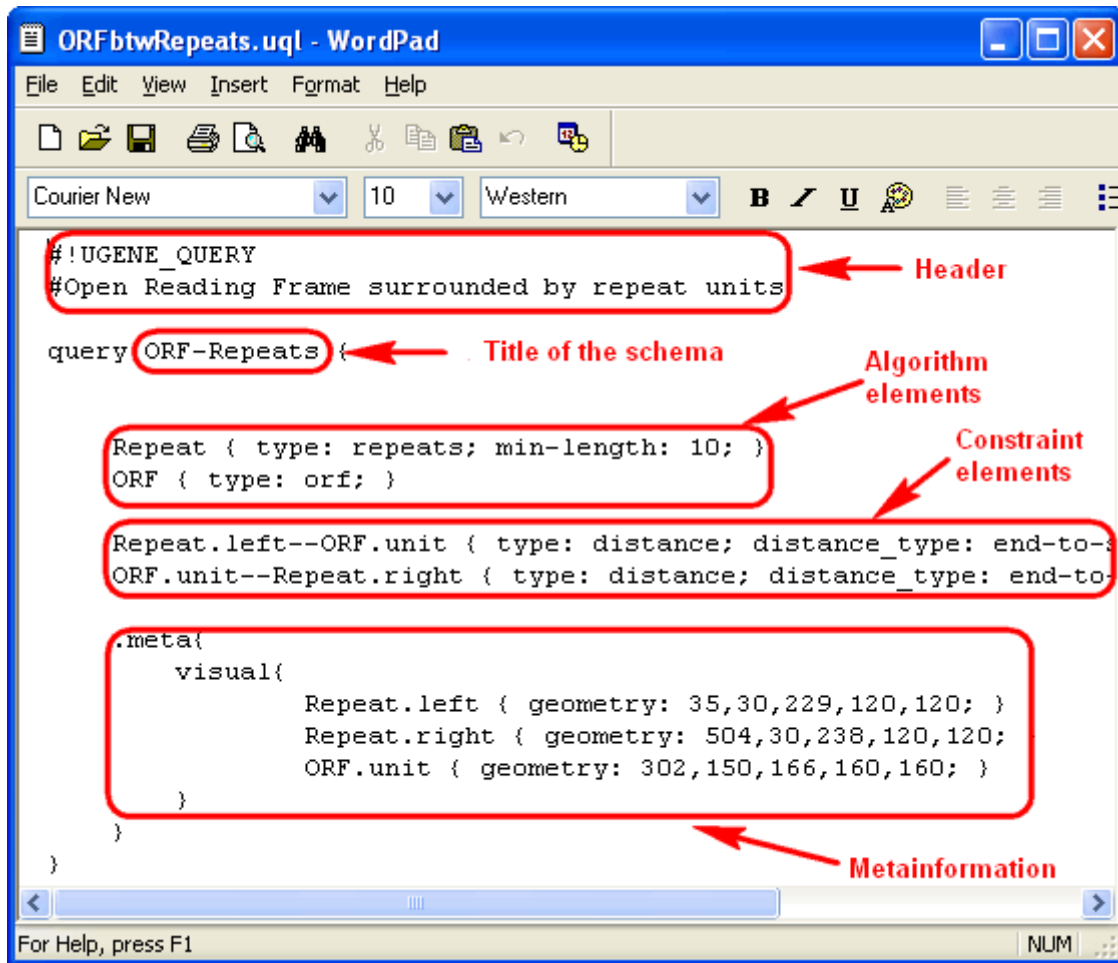 ORFbtwRepeats.uql - WordPad
File Edit View Insert Format Help
Courier New 10 Western B / U
#!UGENE_QUERY
#Open Reading Frame surrounded by repeat units
Header
query ORF-Repeats {
Title of the schema
Algorithm
elements
Repeat { type: repeats; min-length: 10; }
ORF { type: orf; }
Constraint
elements
Repeat.left--ORF.unit { type: distance; distance_type: end-to-s
ORF.unit--Repeat.right { type: distance; distance_type: end-to-
.meta{
visual{
Repeat.left { geometry: 35,30,229,120,120; }
Repeat.right { geometry: 504,30,238,120,120;
ORF.unit { geometry: 302,150,166,160,160; }
}
}
}
Metainformation
For Help, press F1
NUM